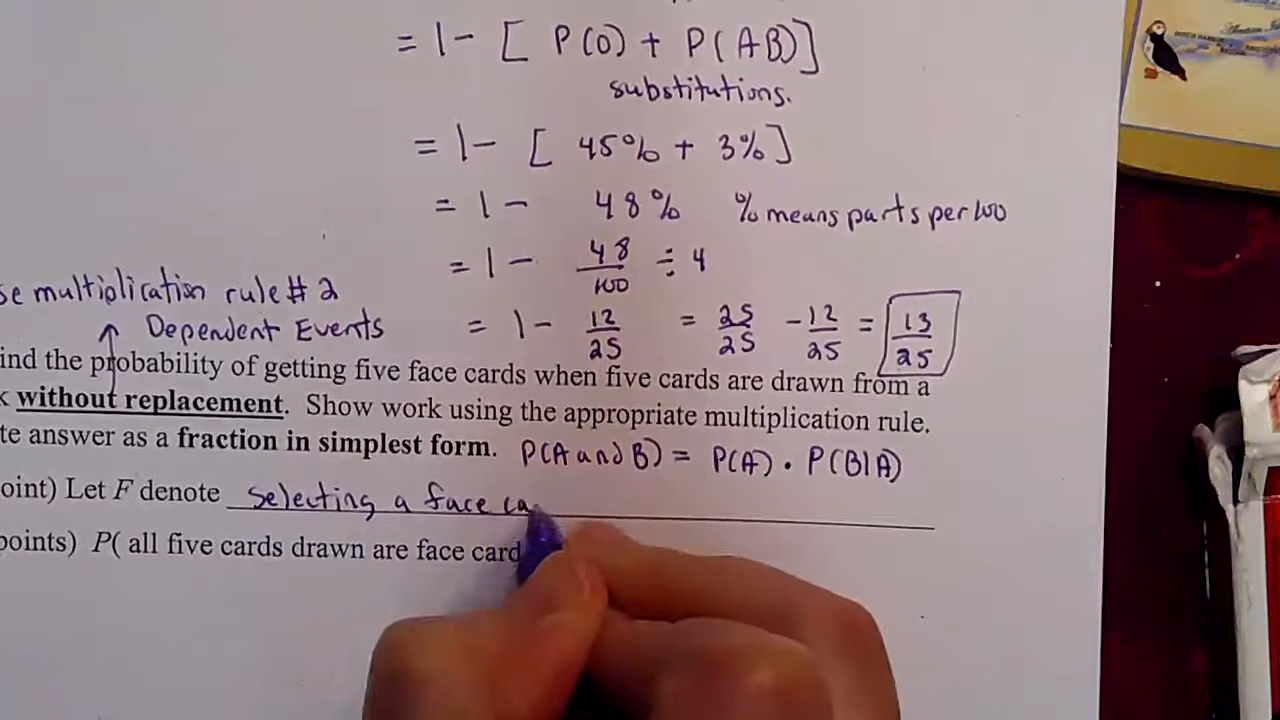 = 1 - [ P(O) + P(AB)]
substitutions.
= 1 - [ 45% + 3% ]
= 1 - 48% % means parts per 100
= 1 - 48/100 ÷ 4
se multiplication rule #2
↑ Dependent Events
= 1 - 12/25 = 25/25 - 12/25 = 13/25
ind the probability of getting five face cards when five cards are drawn from a
k without replacement. Show work using the appropriate multiplication rule.
te answer as a fraction in simplest form. P(A and B) = P(A) · P(B|A)
oint) Let F denote selecting a face ca
points) P( all five cards drawn are face card